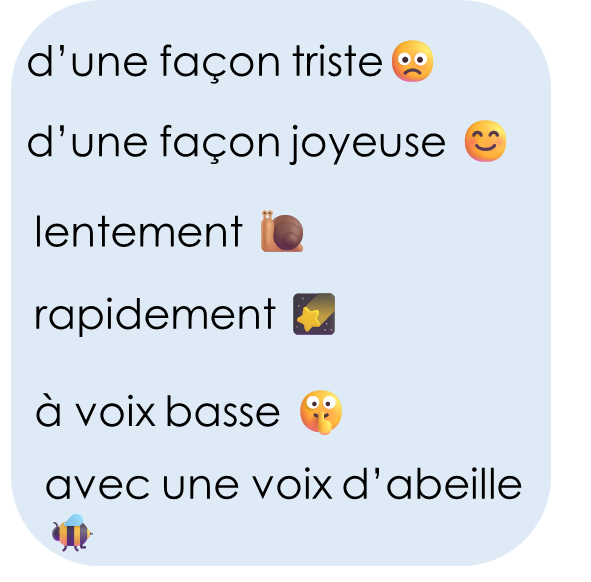 d’une façon triste
d’une façon joyeuse
lentement
rapidement
à voix basse
avec une voix d’abeille